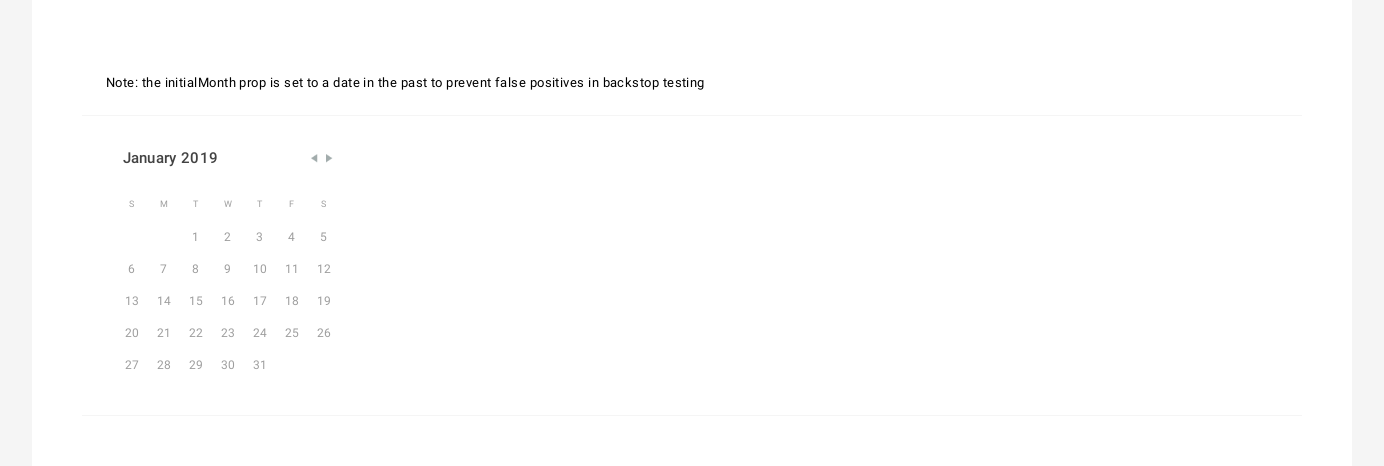 Note: the initialMonth prop is set to a date in the past to prevent false positives in backstop testing
January 2019
S M T W T F S
1 2 3 4 5
6 7 8 9 10 11 12
13 14 15 16 17 18 19
20 21 22 23 24 25 26
27 28 29 30 31